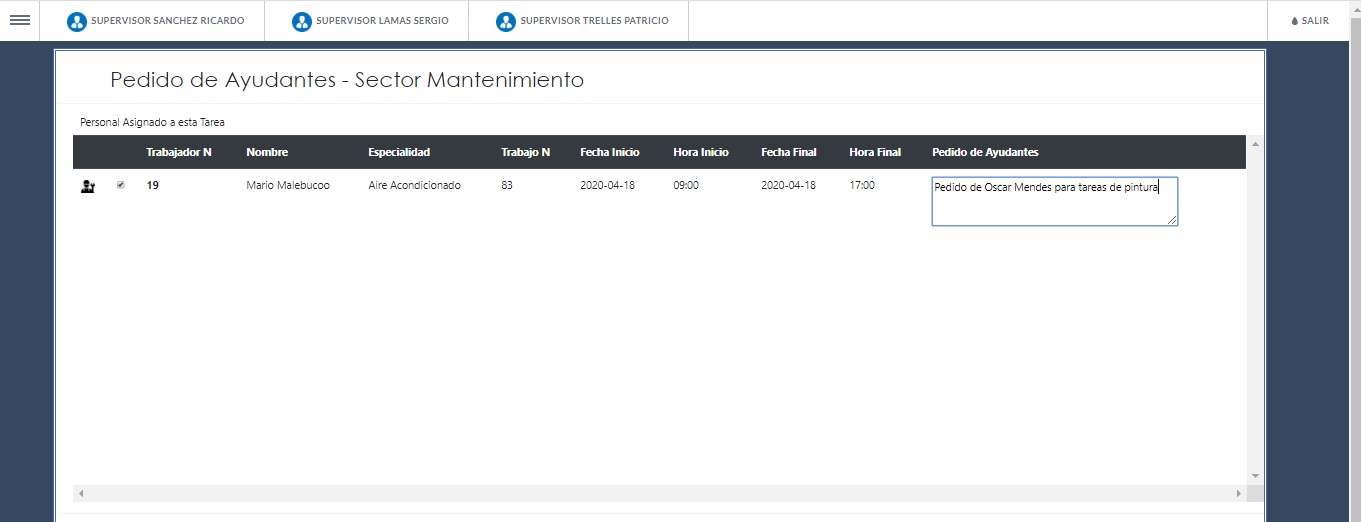 SUPERVISOR SANCHEZ RICARDO SUPERVISOR LAMAS SERGIO SUPERVISOR TRELLES PATRICIO SALIR
Pedido de Ayudantes - Sector Mantenimiento
Personal Asignado a esta Tarea
Trabajador N Nombre Especialidad Trabajo N Fecha Inicio Hora Inicio Fecha Final Hora Final Pedido de Ayudantes
19 Mario Malebucoo Aire Acondicionado 83 2020-04-18 09:00 2020-04-18 17:00 Pedido de Oscar Mendes para tareas de pintura